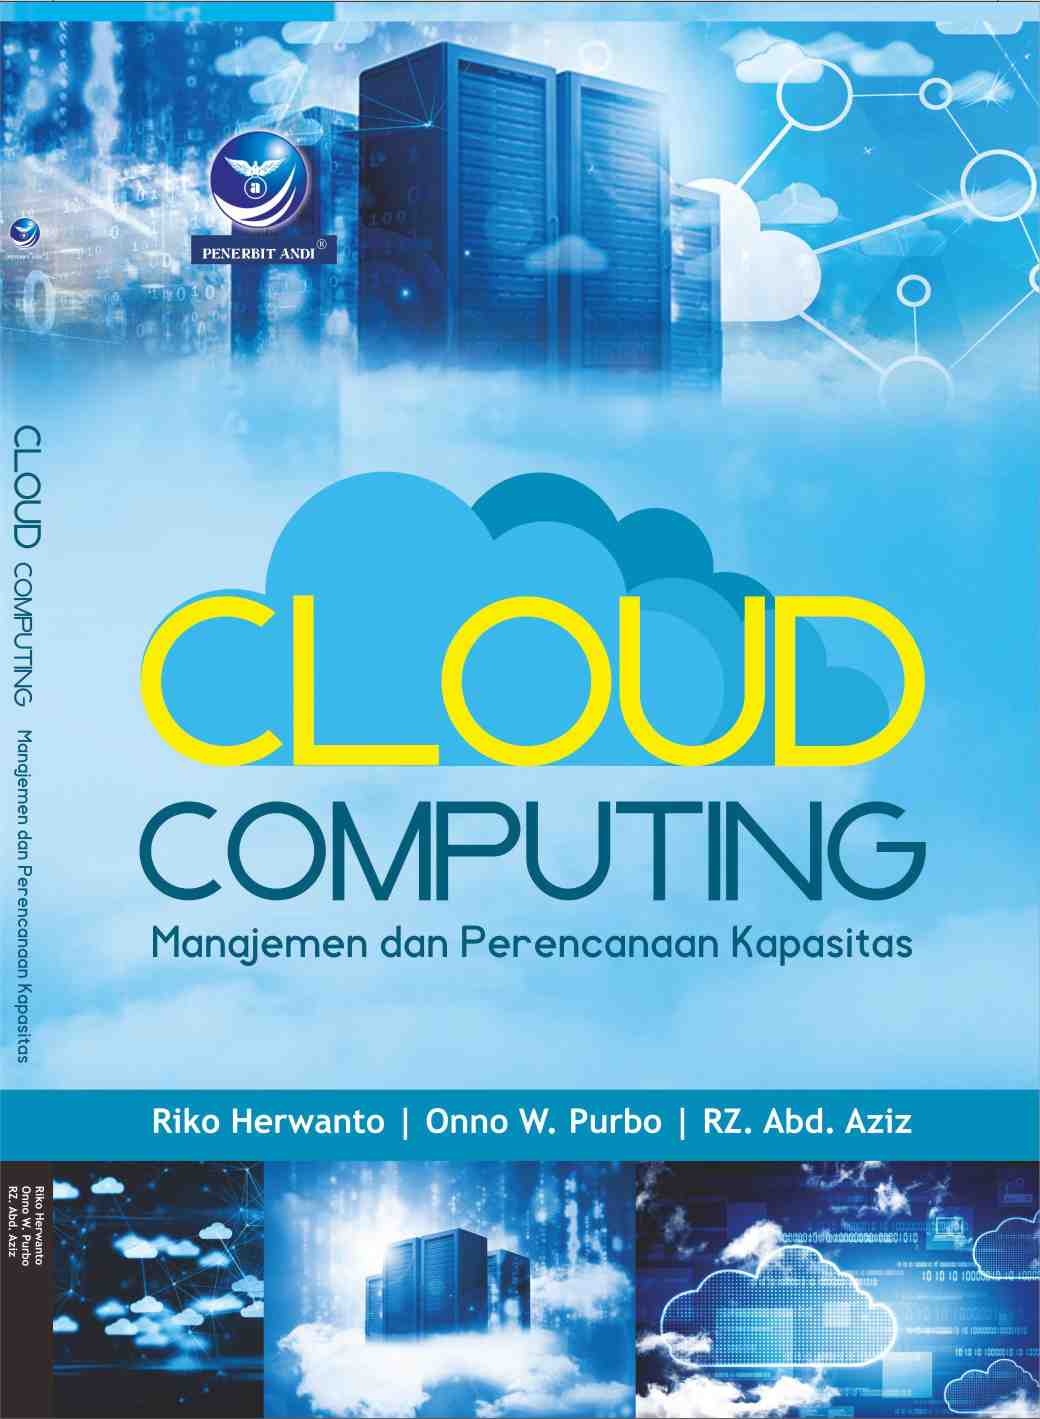 PENERBIT ANDI®
CLOUD
COMPUTING
Manajemen dan Perencanaan Kapasitas
Riko Herwanto | Onno W. Purbo | RZ. Abd. Aziz
CLOUD COMPUTING Manajemen dan Perencanaan Kapasitas
Riko Herwanto
Onno W. Purbo
RZ. Abd. Aziz